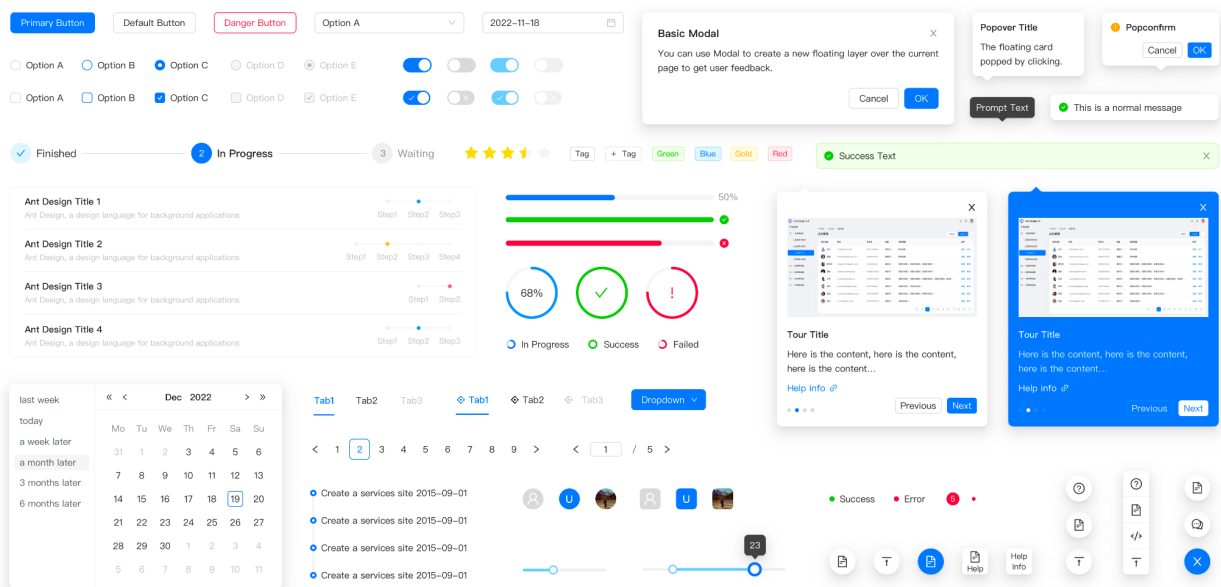 Primary Button
Default Button
Danger Button
Option A
2022-11-18
Option A
Option B
Option C
Option D
Option E
Option A
Option B
Option C
Option D
Option E
Basic Modal
You can use Modal to create a new floating layer over the current
page to get user feedback.
Cancel
OK
Popover Title
The floating card
popped by clicking.
Popconfirm
Cancel
OK
Prompt Text
This is a normal message
Finished
2
In Progress
3
Waiting
Tag
+ Tag
Green
Blue
Gold
Red
Success Text
Ant Design Title 1
Ant Design, a design language for background applications
Step1 Step2 Step3
Ant Design Title 2
Ant Design, a design language for background applications
Step1 Step2 Step3 Step4
Ant Design Title 3
Ant Design, a design language for background applications
Step1 Step2
Ant Design Title 4
Ant Design, a design language for background applications
Step1 Step2 Step3
50%
68%
!
In Progress
Success
Failed
Tour Title
Here is the content, here is the content,
here is the content...
Help info
Previous
Next
Tour Title
Here is the content, here is the content,
here is the content...
Help info
Previous
Next
last week
today
a week later
a month later
3 months later
6 months later
« < Dec 2022 > »
Mo Tu We Th Fr Sa Su
31 1 2 3 4 5 6
7 8 9 10 11 12 13
14 15 16 17 18 19 20
21 22 23 24 25 26 27
28 29 30 1 2 3 4
5 6 7 8 9 10 11
Tab1
Tab2
Tab3
Tab1
Tab2
Tab3
Dropdown
< 1 2 3 4 5 6 7 8 9 >
< 1 / 5 >
Create a services site 2015-09-01
Create a services site 2015-09-01
Create a services site 2015-09-01
Create a services site 2015-09-01
U
U
23
Success
Error
5
Help
Help
Info